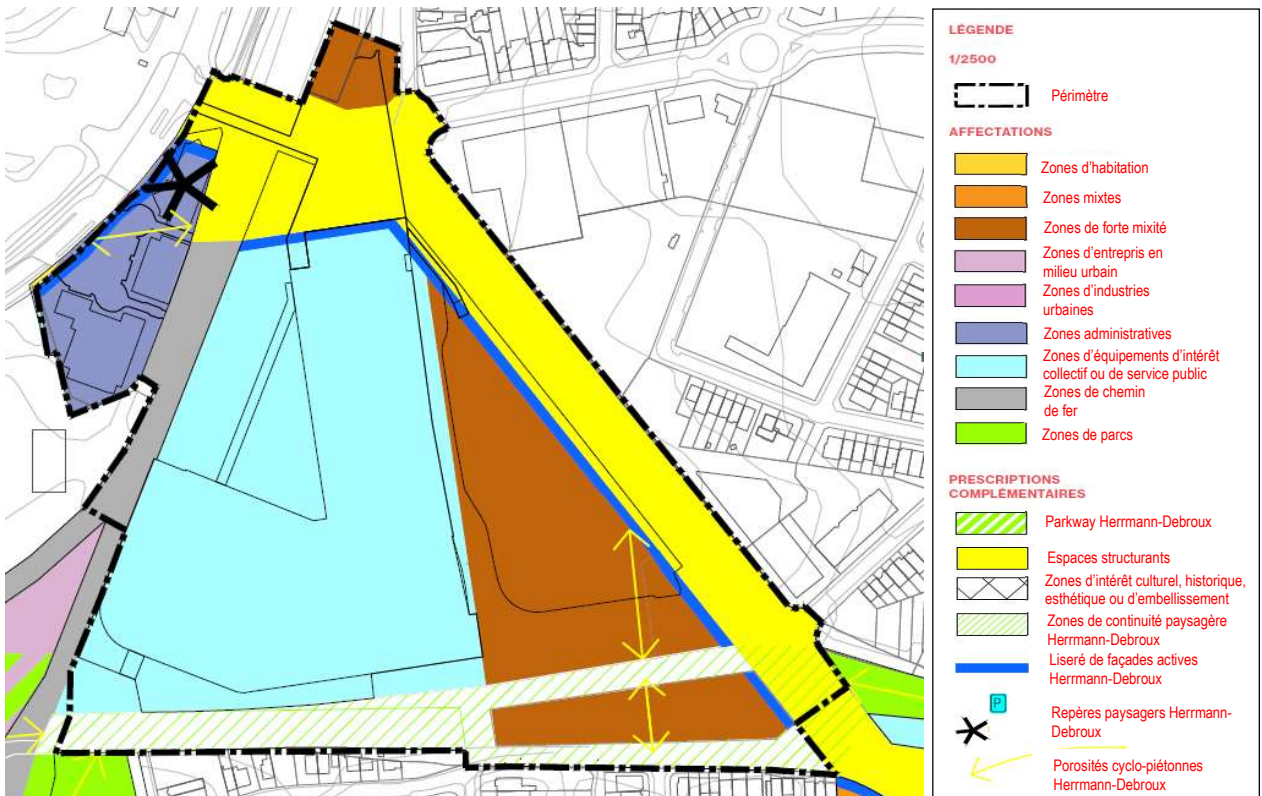 LÉGENDE
1/2500
Périmètre
AFFECTATIONS
Zones d'habitation
Zones mixtes
Zones de forte mixité
Zones d'entrepris en
milieu urbain
Zones d'industries
urbaines
Zones administratives
Zones d'équipements d'intérêt
collectif ou de service public
Zones de chemin
de fer
Zones de parcs
PRESCRIPTIONS
COMPLÉMENTAIRES
Parkway Herrmann-Debroux
Espaces structurants
Zones d'intérêt culturel, historique,
esthétique ou d'embellissement
Zones de continuité paysagère
Herrmann-Debroux
Liseré de façades actives
Herrmann-Debroux
P
Repères paysagers Herrmann-
Debroux
Porosités cyclo-piétonnes
Herrmann-Debroux